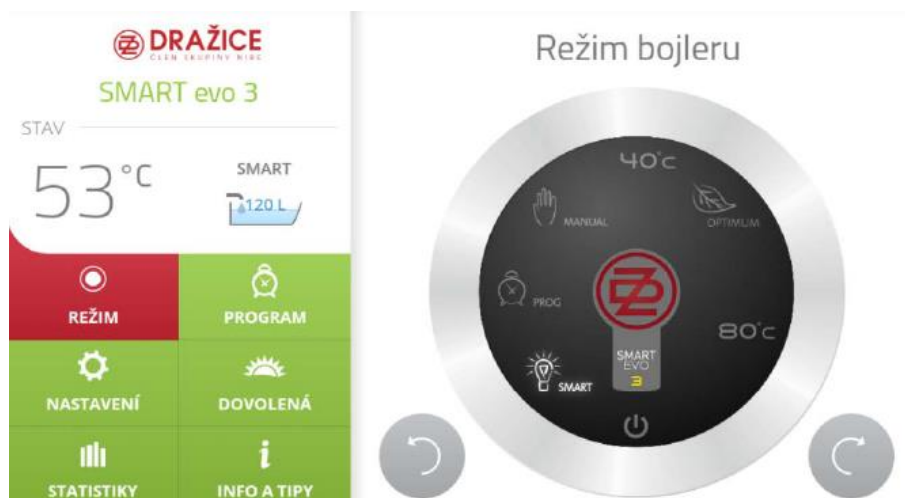 DRAŽICE
ČLEN SKUPINY NIBE
SMART evo 3
STAV
53°C
SMART
120 L
REŽIM
PROGRAM
NASTAVENÍ
DOVOLENÁ
STATISTIKY
INFO A TIPY
Režim bojleru
40°c
MANUAL
OPTIMUM
PROG
80°c
SMART
SMART
EVO
3